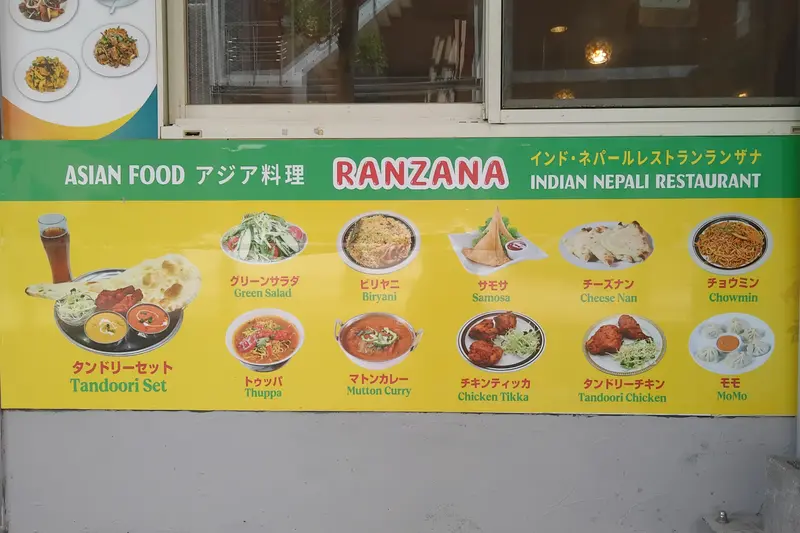 ASIAN FOOD アジア料理
RANZANA
インド・ネパールレストランランザナ
INDIAN NEPALI RESTAURANT
タンドリーセット
Tandoori Set
グリーンサラダ
Green Salad
ビリヤニ
Biryani
サモサ
Samosa
チーズナン
Cheese Nan
チョウミン
Chowmin
トゥッパ
Thuppa
マトンカレー
Mutton Curry
チキンティッカ
Chicken Tikka
タンドリーチキン
Tandoori Chicken
モモ
MoMo